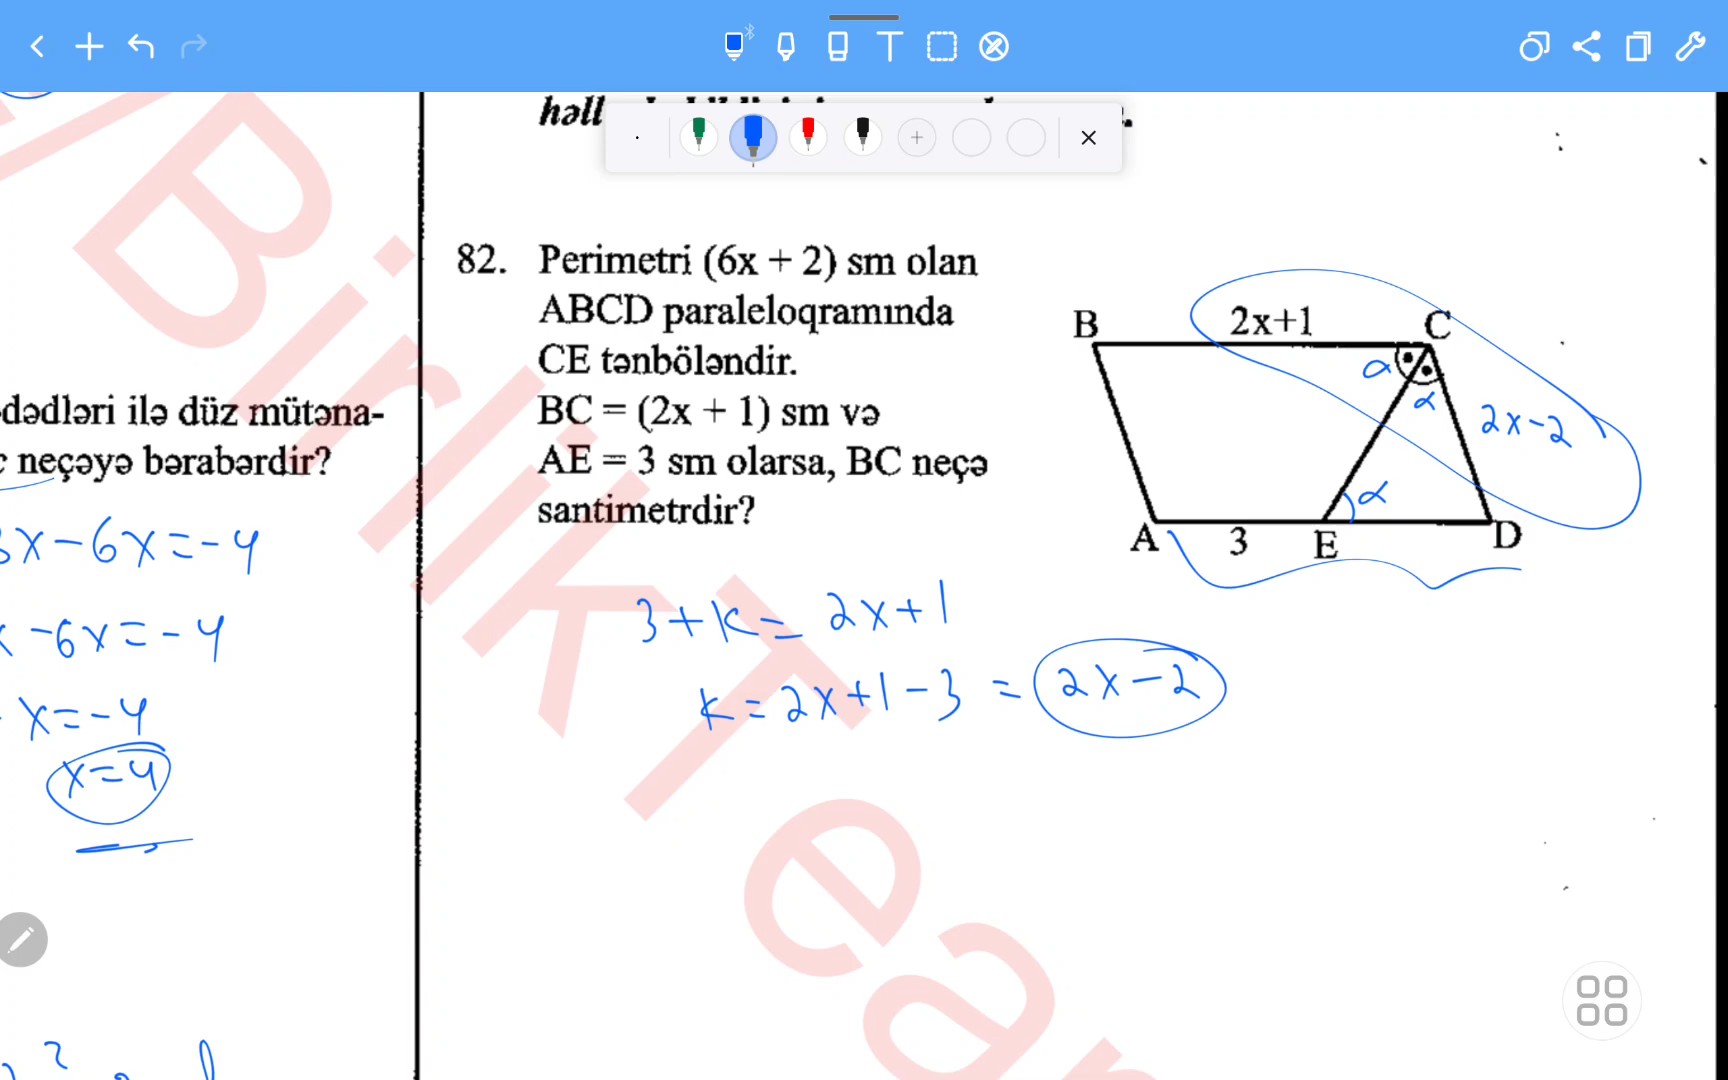 həll
-dədləri ilə düz mütəna-
neçəyə bərabərdir?
x-6x=-4
-6x=-4
x=-4
x=4
82. Perimetri (6x + 2) sm olan
ABCD paraleloqramında
CE tənböləndir.
BC = (2x + 1) sm və
AE = 3 sm olarsa, BC neçə
santimetrdir?
B 2x+1 C
α
α
2x-2
α
A 3 E D
3+k=2x+1
k=2x+1-3 = 2x-2
BirlikTea
T